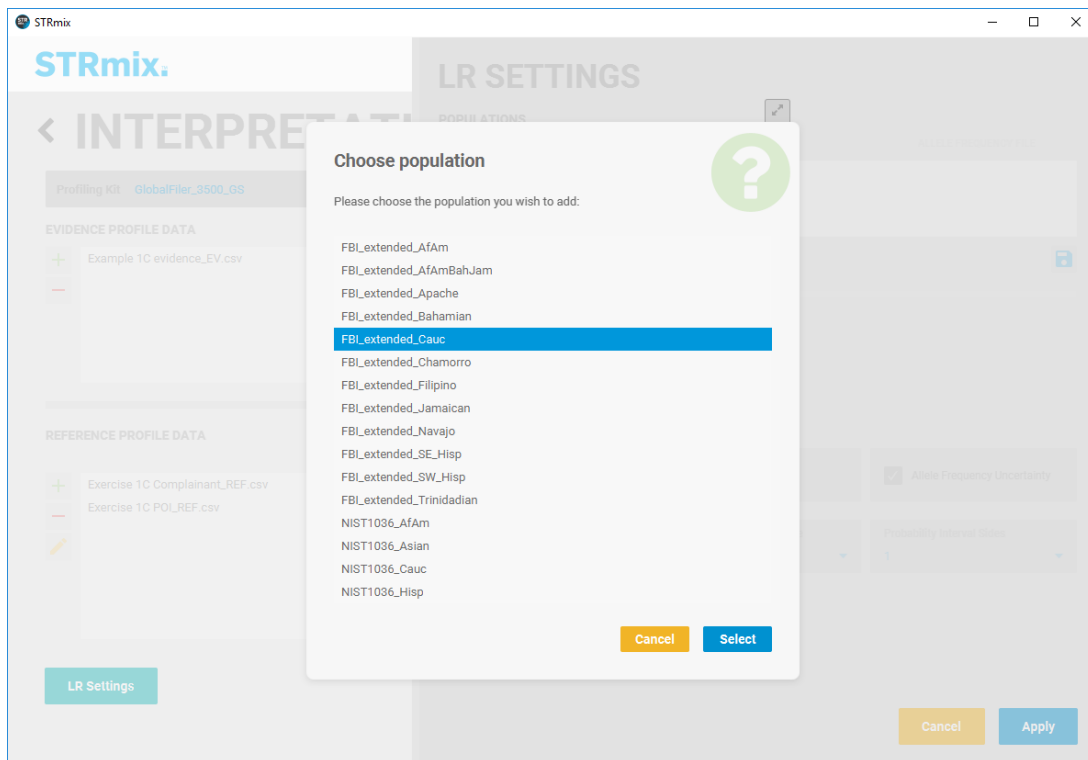 STRmix
STRmix
LR SETTINGS
POPULATIONS
INTERPRETATI
Profiling Kit GlobalFiler_3500_GS
EVIDENCE PROFILE DATA
Example 1C evidence_EV.csv
REFERENCE PROFILE DATA
Exercise 1C Complainant_REF.csv
Exercise 1C POI_REF.csv
LR Settings
Choose population
Please choose the population you wish to add:
FBI_extended_AfAm
FBI_extended_AfAmBahJam
FBI_extended_Apache
FBI_extended_Bahamian
FBI_extended_Cauc
FBI_extended_Chamorro
FBI_extended_Filipino
FBI_extended_Jamaican
FBI_extended_Navajo
FBI_extended_SE_Hisp
FBI_extended_SW_Hisp
FBI_extended_Trinidadian
NIST1036_AfAm
NIST1036_Asian
NIST1036_Cauc
NIST1036_Hisp
Cancel Select
Allele Frequency Uncertainty
Probability Interval Sides
1
Cancel Apply